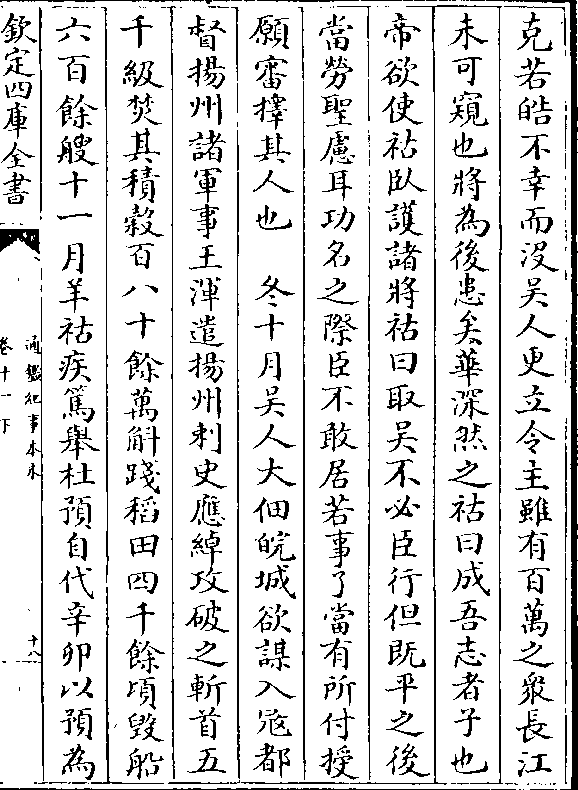 克若皓不幸而沒吳人更立令主雖有百萬之衆長江
未可窺也將為後患矣華深然之祜曰成吾志者子也
帝欲使祜臥護諸將祜曰取吳不必臣行但既平之後
當勞聖慮耳功名之際臣不敢居若事了當有所付授
願審擇其人也　冬十月吳人大佃皖城欲謀入寇都
督揚州諸軍事王渾遣揚州刺史應綽攻破之斬首五
千級焚其積穀百八十餘萬斛踐稻田四千餘頃毀船
六百餘艘十一月羊祜疾篤舉杜預自代辛卯以預為
欽定四庫全書
通鑑紀事本末
卷十一下
十八